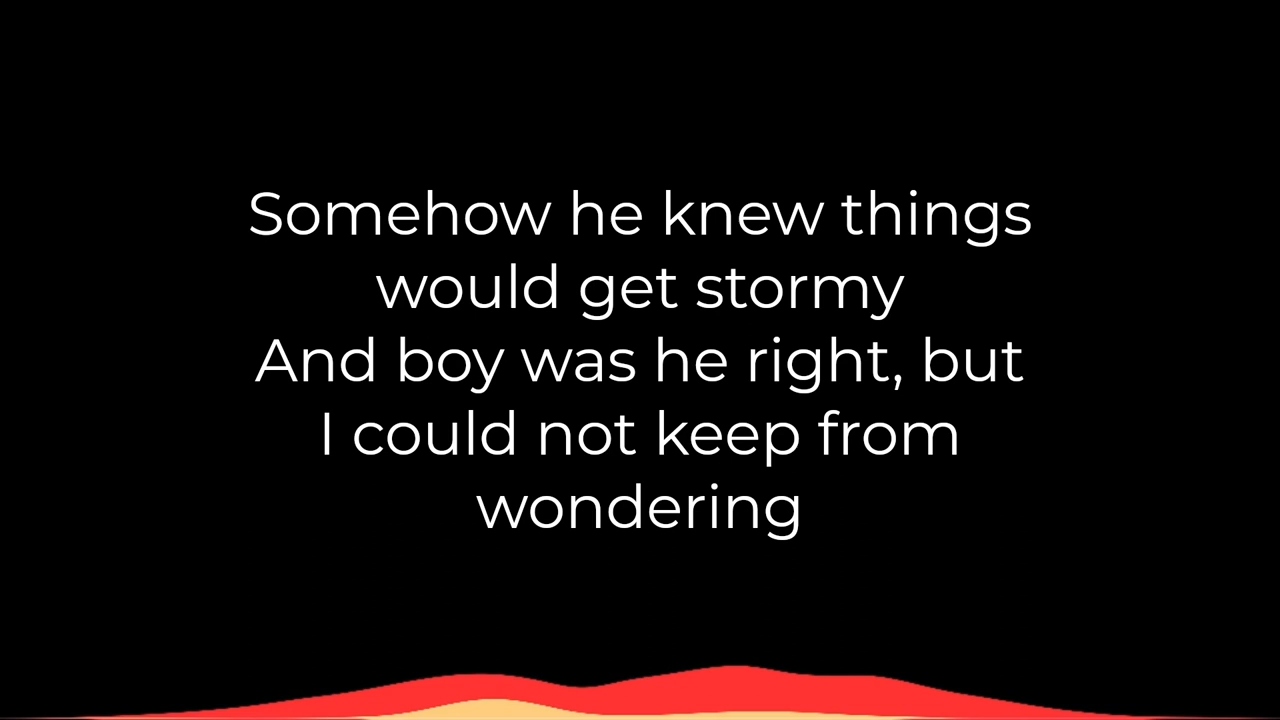 Somehow he knew things
would get stormy
And boy was he right, but
I could not keep from
wondering